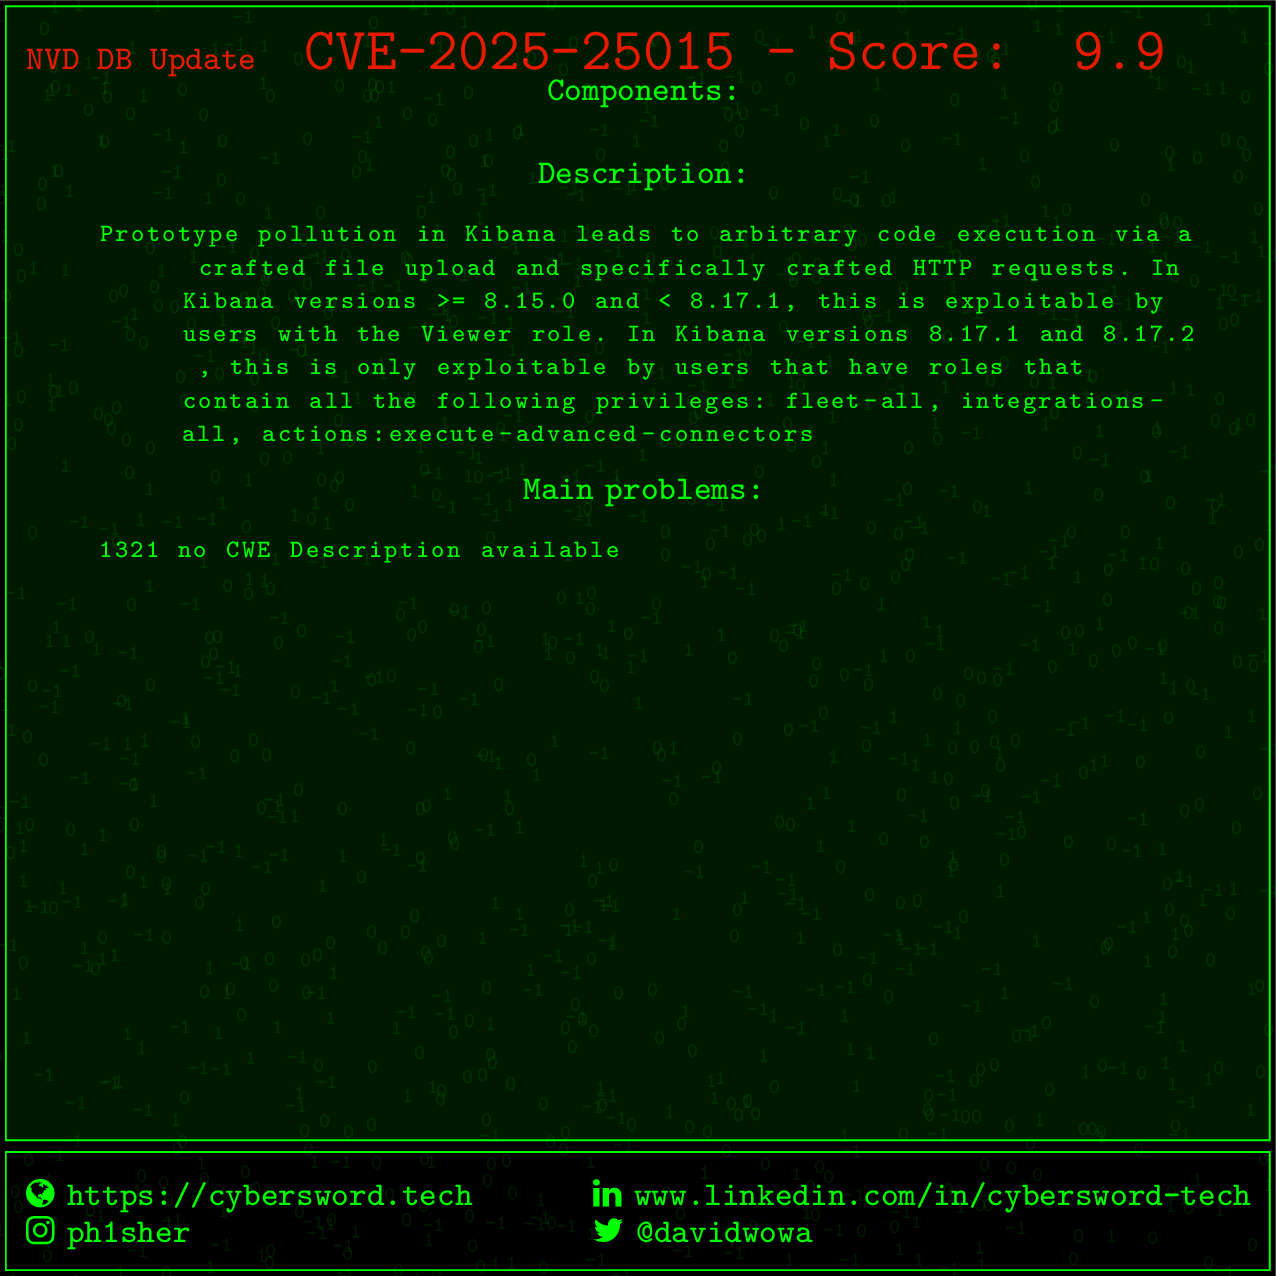 NVD DB Update CVE-2025-25015 - Score: 9.9
Components:
Description:
Prototype pollution in Kibana leads to arbitrary code execution via a
crafted file upload and specifically crafted HTTP requests. In
Kibana versions >= 8.15.0 and < 8.17.1, this is exploitable by
users with the Viewer role. In Kibana versions 8.17.1 and 8.17.2
, this is only exploitable by users that have roles that
contain all the following privileges: fleet-all, integrations-
all, actions:execute-advanced-connectors
Main problems:
1321 no CWE Description available
https://cybersword.tech www.linkedin.com/in/cybersword-tech
ph1sher @davidwowa